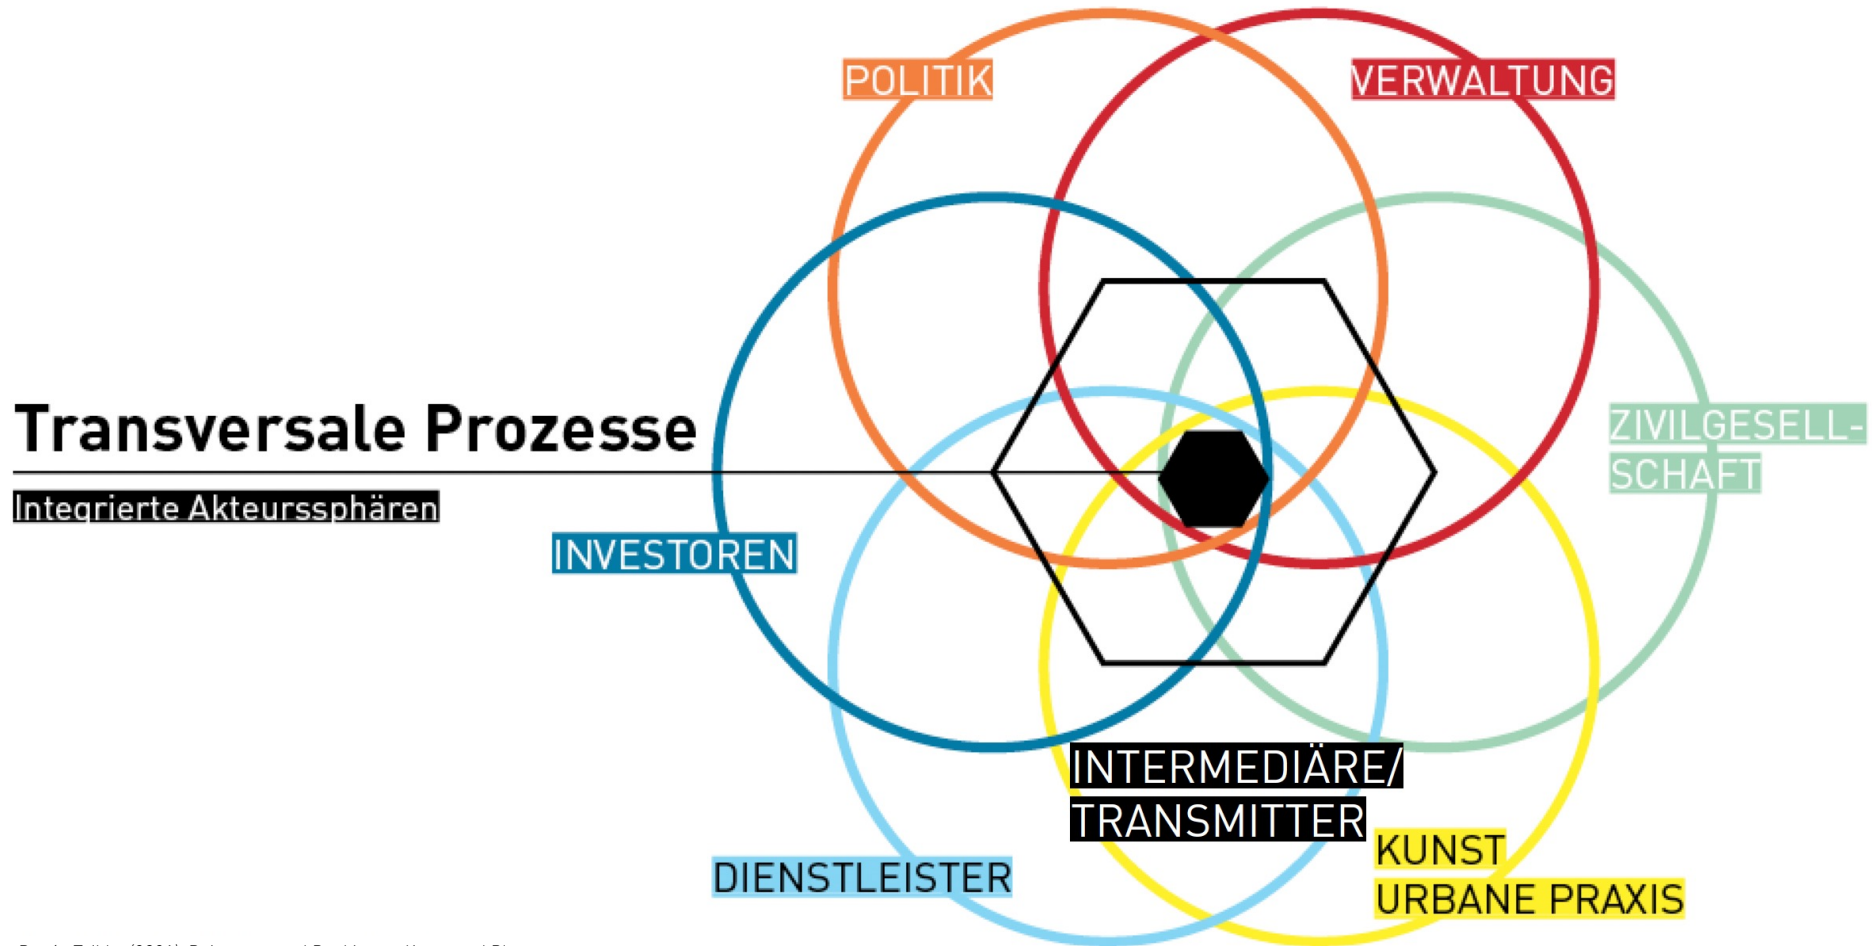 POLITIK
VERWALTUNG
Transversale Prozesse
Integrierte Akteurssphären
ZIVILGESELL-
SCHAFT
INVESTOREN
INTERMEDIÄRE/
TRANSMITTER
KUNST
URBANE PRAXIS
DIENSTLEISTER